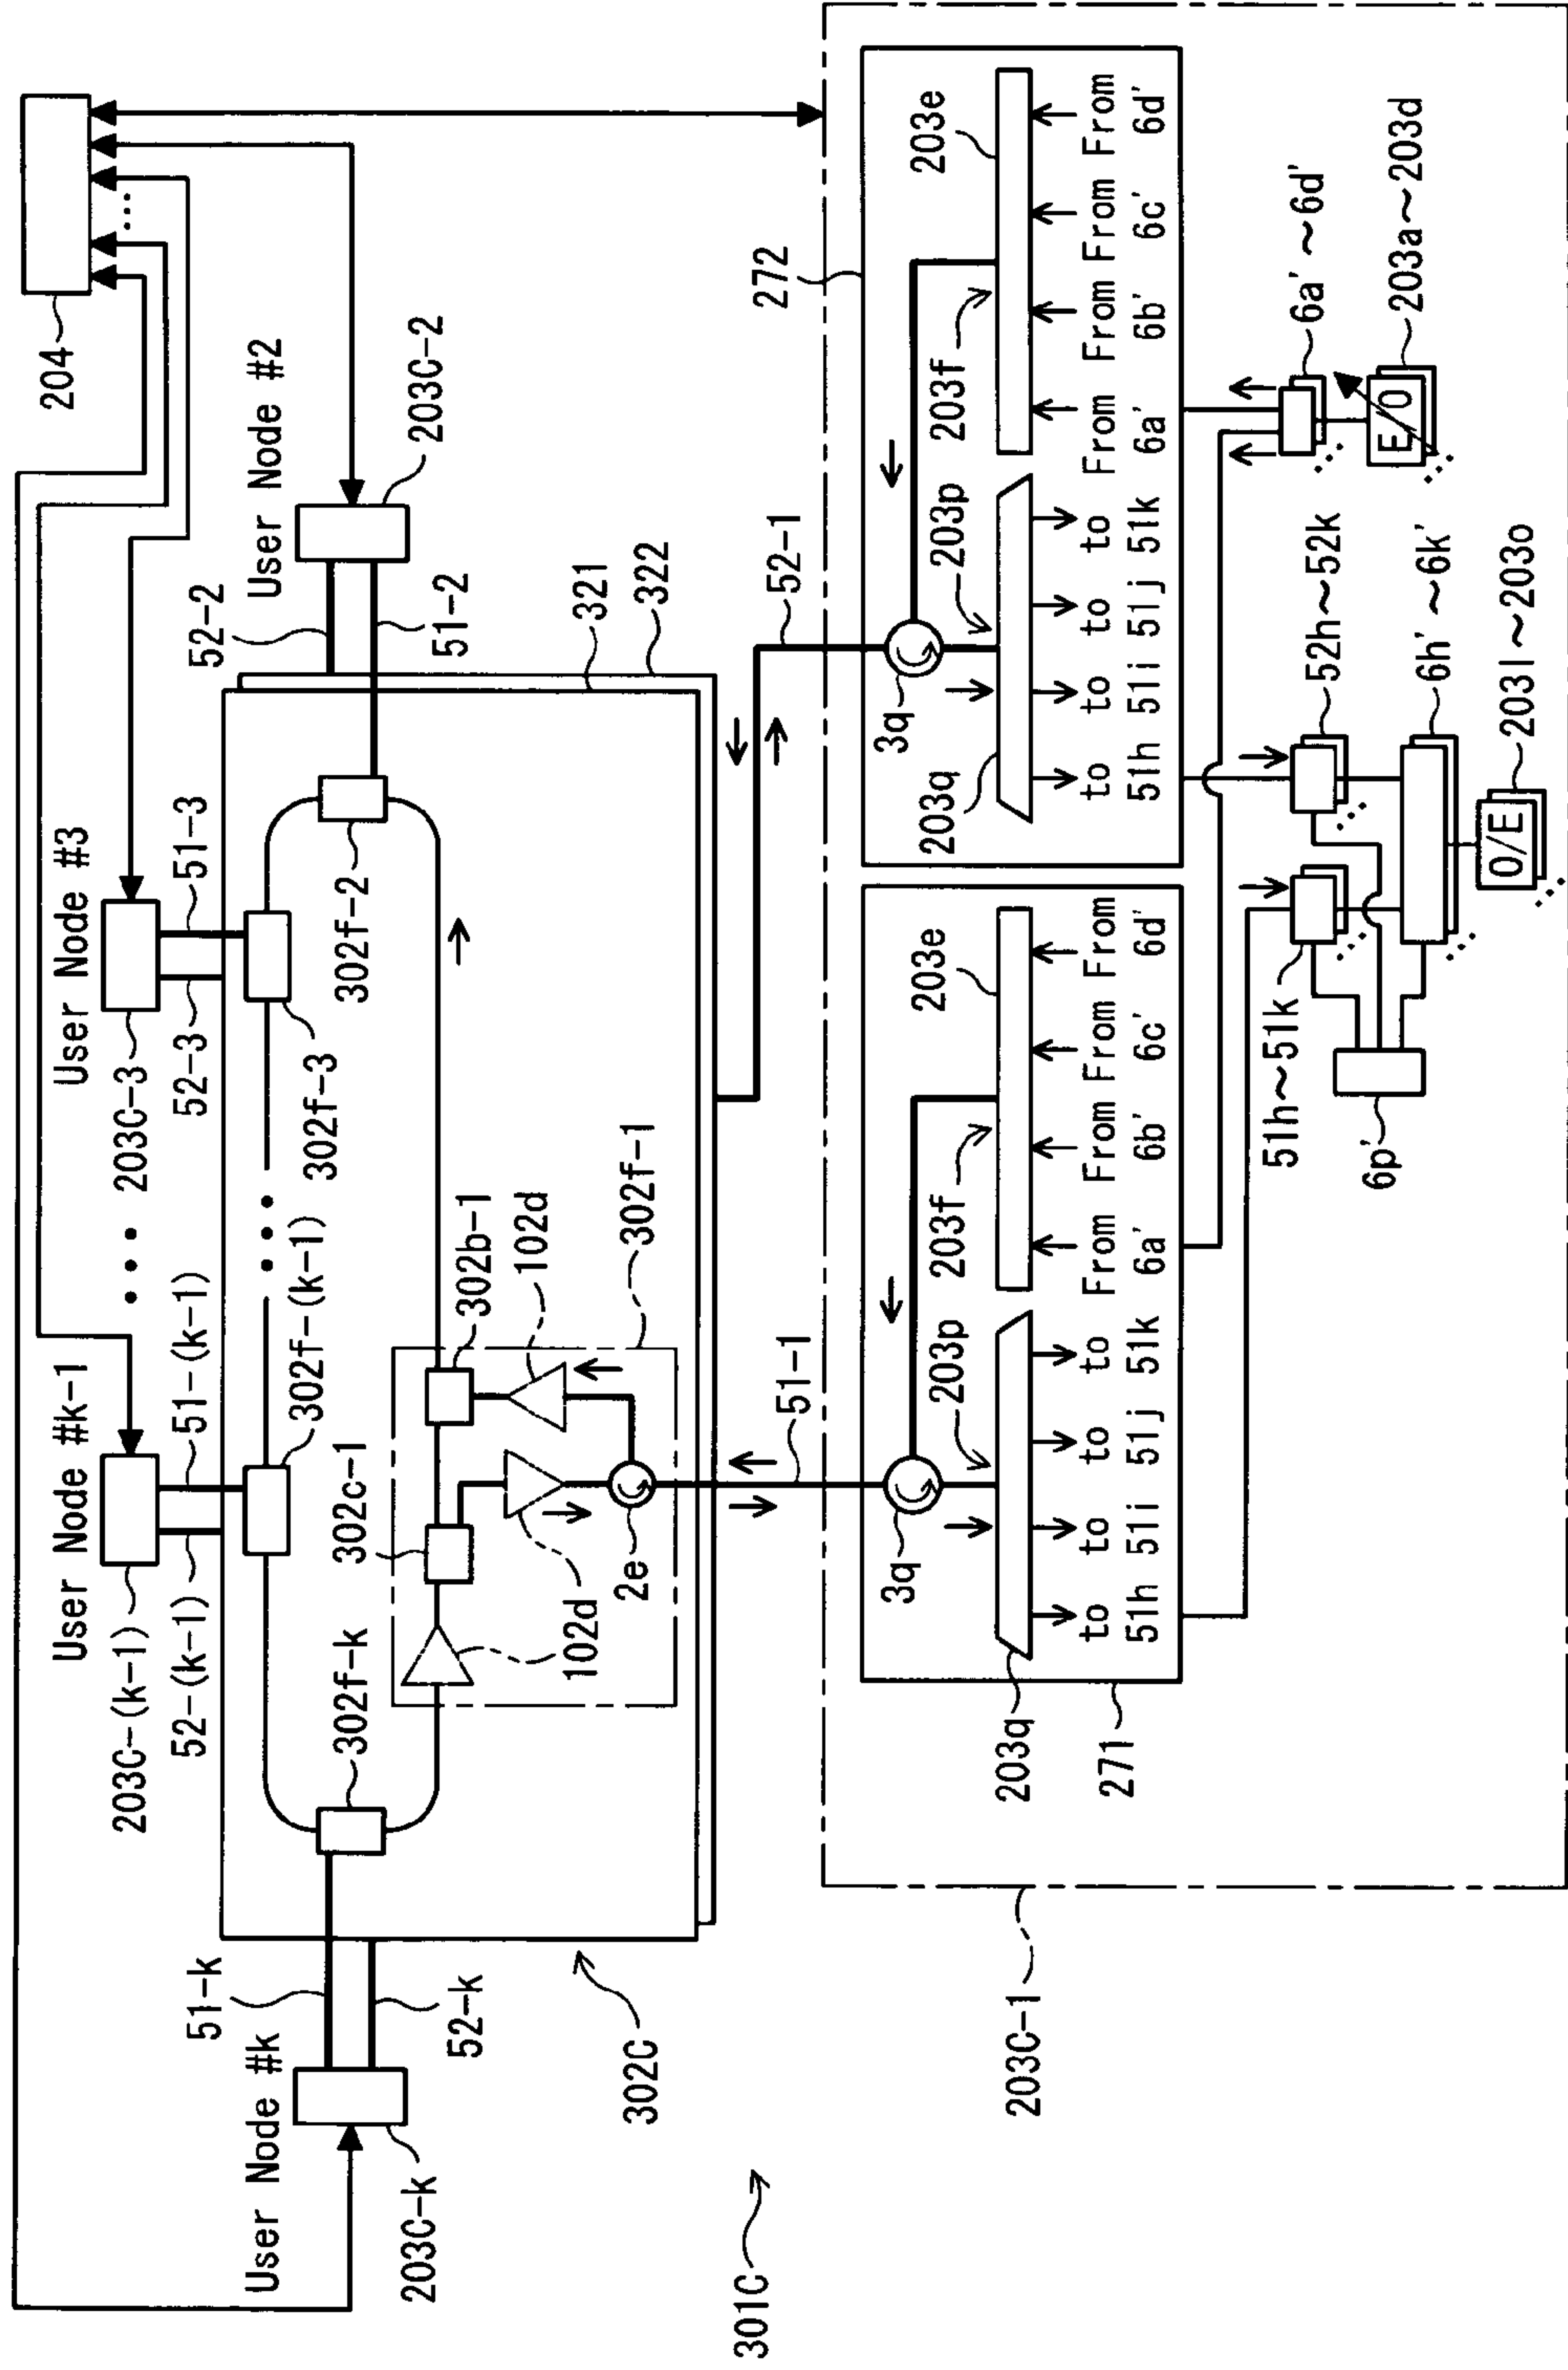 204
User Node #2
203C-2
52-2
51-2
321
322
User Node #3
203C-3
52-3
51-3
302f-3
302f-2
User Node #k-1
203C-(k-1)
52-(k-1)
51-(k-1)
302f-(k-1)
...
302f-k
302c-1
302b-1
102d
302f-1
102d
2e
51-k
52-k
User Node #k
203C-k
302C
301C
51-1
52-1
203C-1
272
3q
203p
203f
203e
203q
to 51h
to 51i
to 51j
to 51k
From 6a'
From 6b'
From 6c'
From 6d'
271
3q
203p
203f
203e
203q
to 51h
to 51i
to 51j
to 51k
From 6a'
From 6b'
From 6c'
From 6d'
6a'~6d'
E/O
203a~203d
52h~52k
51h~51k
6h'~6k'
6p'
O/E
203l~203o